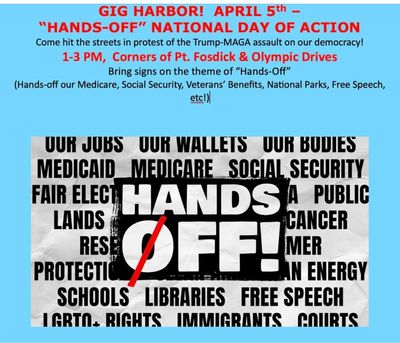 GIG HARBOR! APRIL 5th –
“HANDS-OFF” NATIONAL DAY OF ACTION
Come hit the streets in protest of the Trump-MAGA assault on our democracy!
1-3 PM, Corners of Pt. Fosdick & Olympic Drives
Bring signs on the theme of “Hands-Off”
(Hands-off our Medicare, Social Security, Veterans’ Benefits, National Parks, Free Speech,
etc!)
OUR JOBS OUR WALLETS OUR BODIES
MEDICAID MEDICARE SOCIAL SECURITY
FAIR ELECT A PUBLIC
HANDS
LANDS CANCER
OFF!
RESE MER
PROTECTIO AN ENERGY
SCHOOLS LIBRARIES FREE SPEECH
LGBTQ+ RIGHTS IMMIGRANTS COURTS